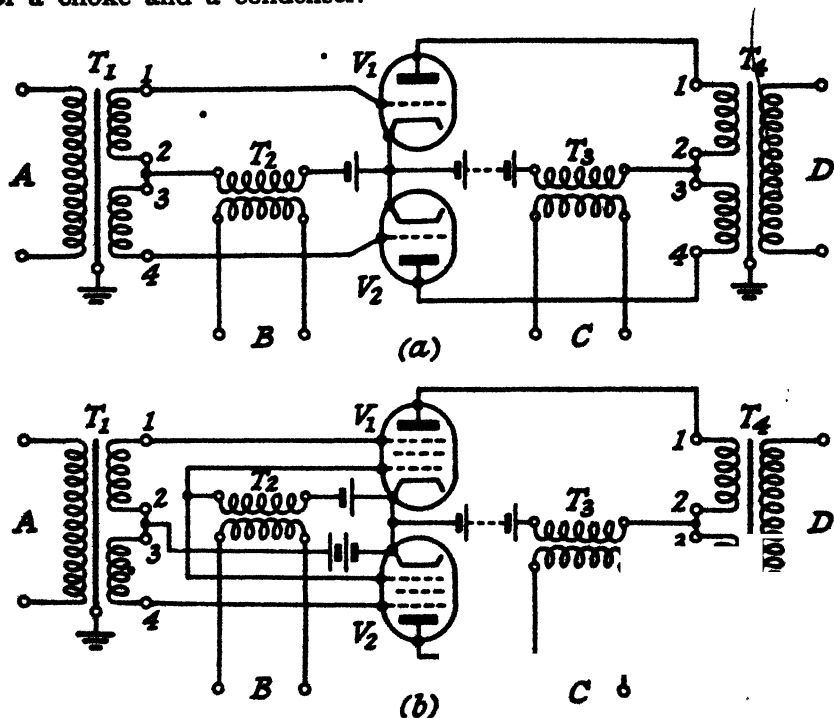 of a choke and a condenser.
T1 V1 T4
1 1
A T2 2 T3 2 D
3 3
4 V2 4
B (a) C
T1 V1 T4
1 1
A T2 2 T3 2 D
3
4 V2
B (b) C